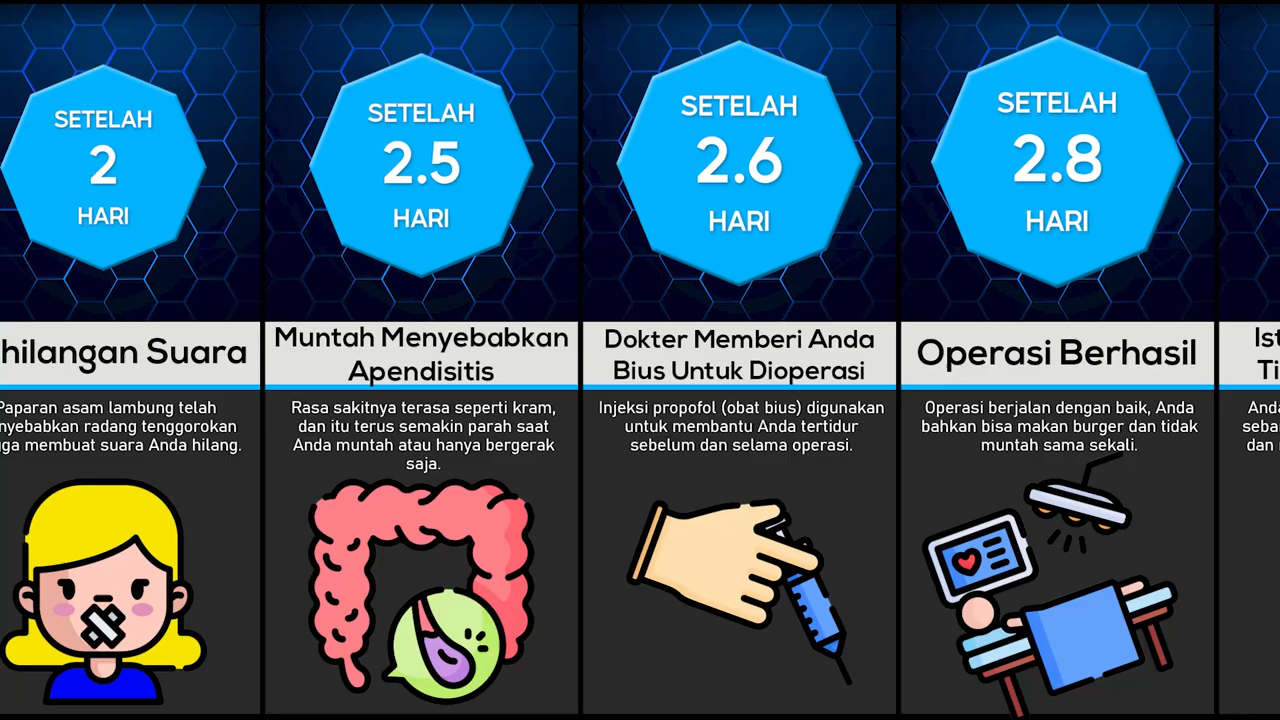 SETELAH
2
HARI
hilangan Suara
Paparan asam lambung telah
nyebabkan radang tenggorokan
ga membuat suara Anda hilang.
SETELAH
2.5
HARI
Muntah Menyebabkan
Apendisitis
Rasa sakitnya terasa seperti kram,
dan itu terus semakin parah saat
Anda muntah atau hanya bergerak
saja.
SETELAH
2.6
HARI
Dokter Memberi Anda
Bius Untuk Dioperasi
Injeksi propofol (obat bius) digunakan
untuk membantu Anda tertidur
sebelum dan selama operasi.
SETELAH
2.8
HARI
Operasi Berhasil
Operasi berjalan dengan baik, Anda
bahkan bisa makan burger dan tidak
muntah sama sekali.
Ist
Ti
Anda
seba
dan